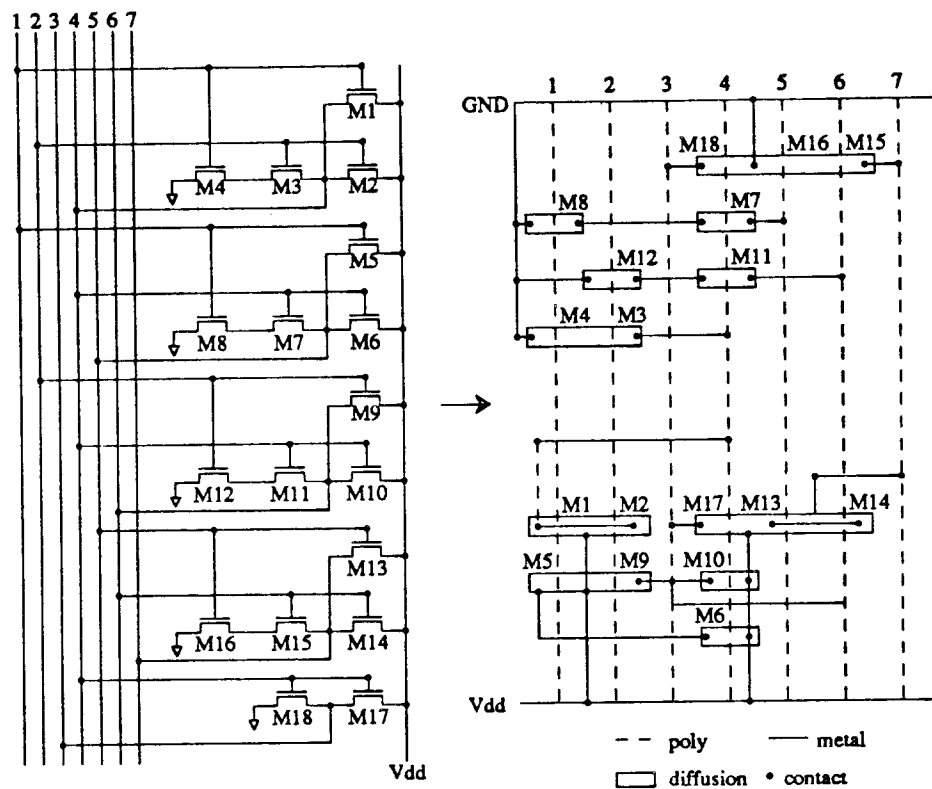 1 2 3 4 5 6 7
M1
M4 M3 M2
M5
M8 M7 M6
M9
M12 M11 M10
M13
M16 M15 M14
M18 M17
Vdd
1 2 3 4 5 6 7
GND
M18 M16 M15
M8 M7
M12 M11
M4 M3
M1 M2 M17 M13 M14
M5 M9 M10
M6
Vdd
poly metal
diffusion contact